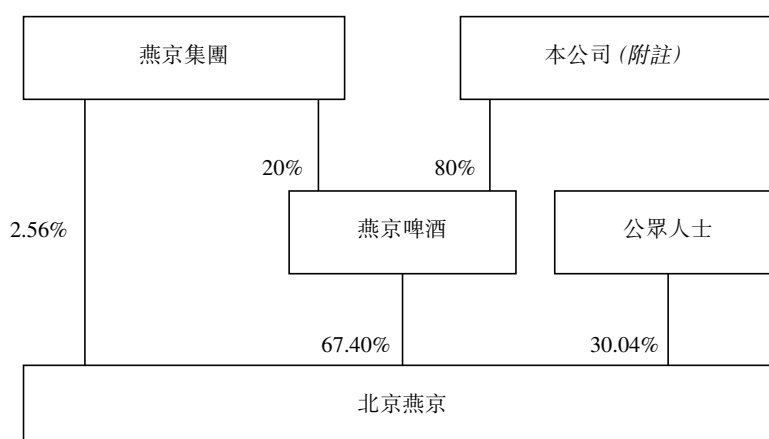 燕京集團
本公司 (附註)
20%
80%
2.56%
燕京啤酒
公眾人士
67.40%
30.04%
北京燕京